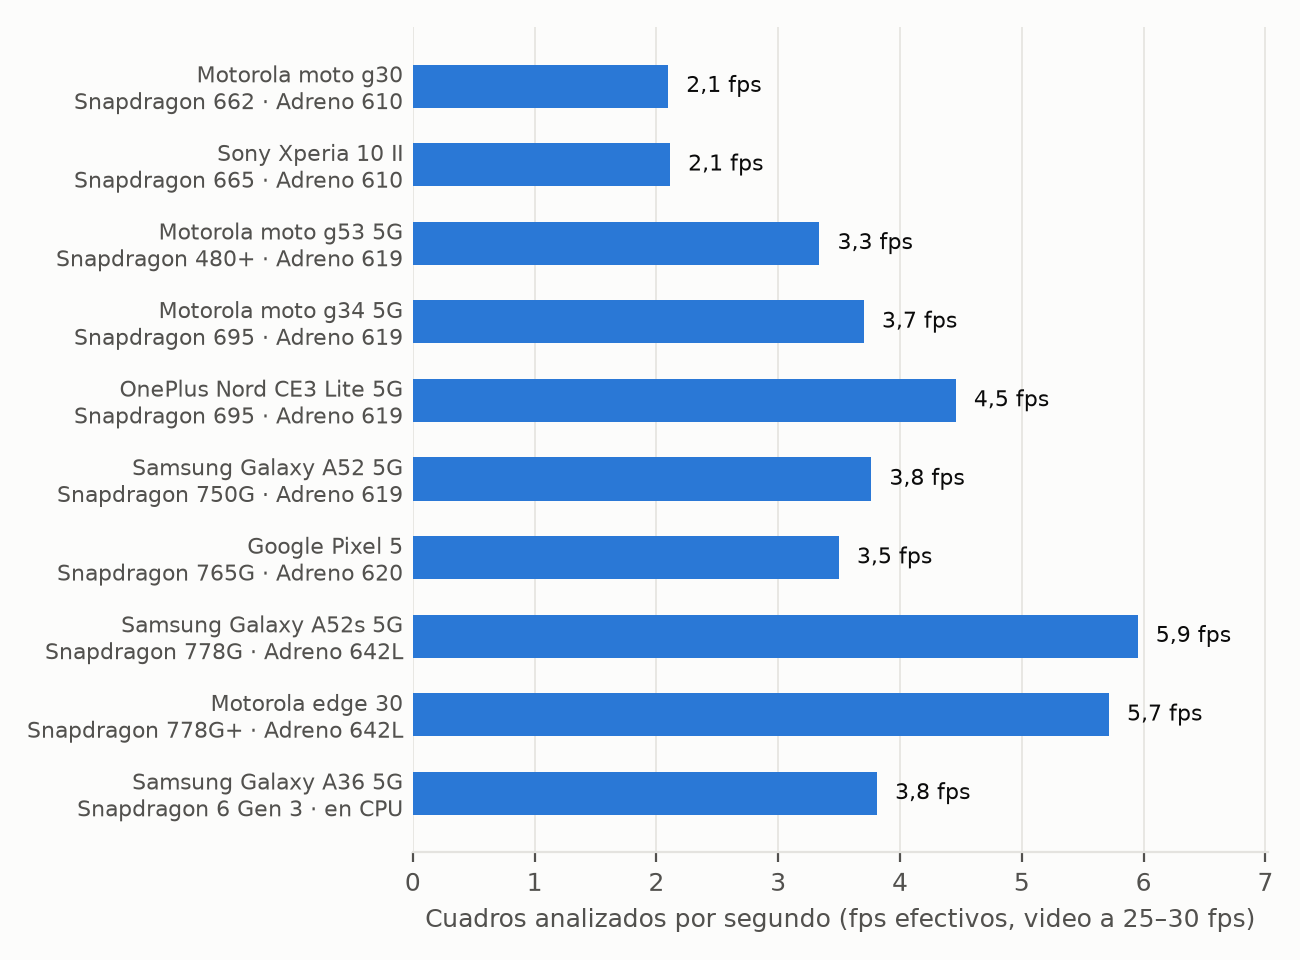 Motorola moto g30
Snapdragon 662 · Adreno 610
2,1 fps
Sony Xperia 10 II
Snapdragon 665 · Adreno 610
2,1 fps
Motorola moto g53 5G
Snapdragon 480+ · Adreno 619
3,3 fps
Motorola moto g34 5G
Snapdragon 695 · Adreno 619
3,7 fps
OnePlus Nord CE3 Lite 5G
Snapdragon 695 · Adreno 619
4,5 fps
Samsung Galaxy A52 5G
Snapdragon 750G · Adreno 619
3,8 fps
Google Pixel 5
Snapdragon 765G · Adreno 620
3,5 fps
Samsung Galaxy A52s 5G
Snapdragon 778G · Adreno 642L
5,9 fps
Motorola edge 30
Snapdragon 778G+ · Adreno 642L
5,7 fps
Samsung Galaxy A36 5G
Snapdragon 6 Gen 3 · en CPU
3,8 fps
0 1 2 3 4 5 6 7
Cuadros analizados por segundo (fps efectivos, video a 25–30 fps)